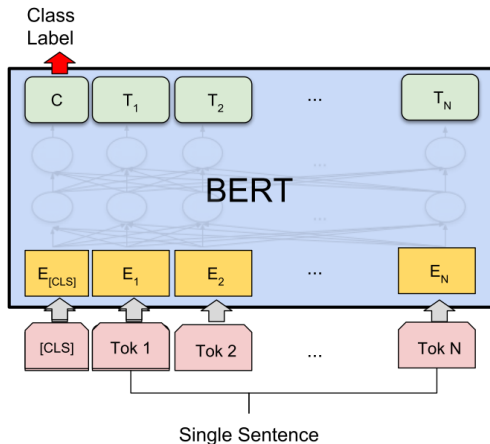 Class
Label
C T1 T2 ... TN
...
BERT
...
E[CLS] E1 E2 ... EN
[CLS] Tok 1 Tok 2 ... Tok N
Single Sentence